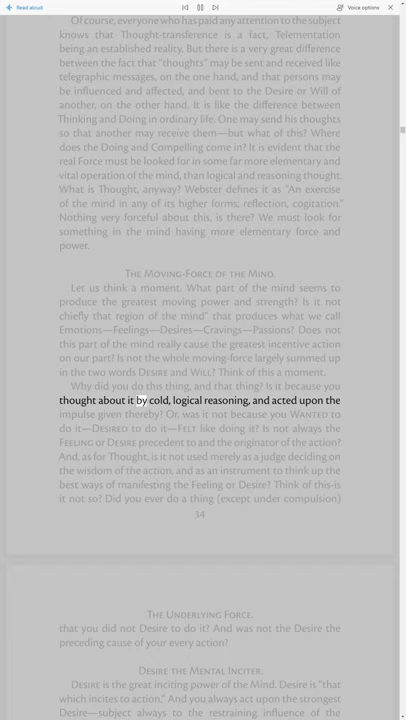 Read aloud
Voice options
Of course, everyone who has paid any attention to the subject
knows that Thought-transference is a fact, Telementation
being an established reality. But there is a very great difference
between the fact that "thoughts" may be sent and received like
telegraphic messages, on the one hand, and that persons may
be influenced and affected, and bent to the Desire or Will of
another, on the other hand. It is like the difference between
Thinking and Doing in ordinary life. One may send his thoughts
so that another may receive them—but what of this? Where
does the Doing and Compelling come in? It is evident that the
real Force must be looked for in some far more elementary and
vital operation of the mind, than logical and reasoning thought.
What is Thought, anyway? Webster defines it as "An exercise
of the mind in any of its higher forms; reflection, cogitation."
Nothing very forceful about this, is there? We must look for
something in the mind having more elementary force and
power.
The Moving-Force of the Mind.
Let us think a moment. What part of the mind seems to
produce the greatest moving power and strength? Is it not
chiefly that region of the mind" that produces what we call
Emotions—Feelings—Desires—Cravings—Passions? Does not
this part of the mind really cause the greatest incentive action
on our part? Is not the whole moving-force largely summed up
in the two words Desire and Will? Think of this a moment.
Why did you do this thing, and that thing? Is it because you
thought about it by cold, logical reasoning, and acted upon the
impulse given thereby? Or, was it not because you Wanted to
do it—Desired to do it—Felt like doing it? Is not always the
Feeling or Desire precedent to and the originator of the action?
And, as for Thought, is it not used merely as a judge deciding on
the wisdom of the action, and as an instrument to think up the
best ways of manifesting the Feeling or Desire? Think of this-is
it not so? Did you ever do a thing (except under compulsion)
34
The Underlying Force.
that you did not Desire to do it? And was not the Desire the
preceding cause of your every action?
Desire the Mental Inciter.
Desire is the great inciting power of the Mind. Desire is "that
which incites to action." And you always act upon the strongest
Desire—subject always to the restraining influence of the